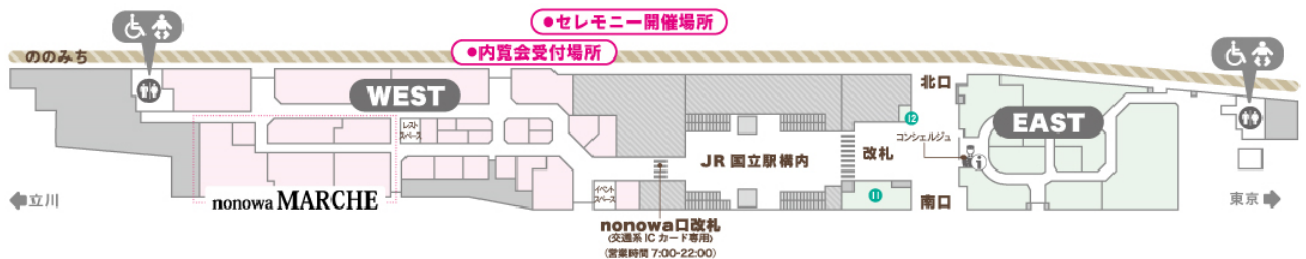 ●セレモニー開催場所
●内覧会受付場所
ののみち
WEST
北口
EAST
12
レスト
スペース
コンシェルジュ
改札
JR 国立駅構内
i
立川
nonowa MARCHE
イベント
スペース
11
南口
東京
nonowa口改札
(交通系 IC カード専用)
(営業時間 7:00-22:00)